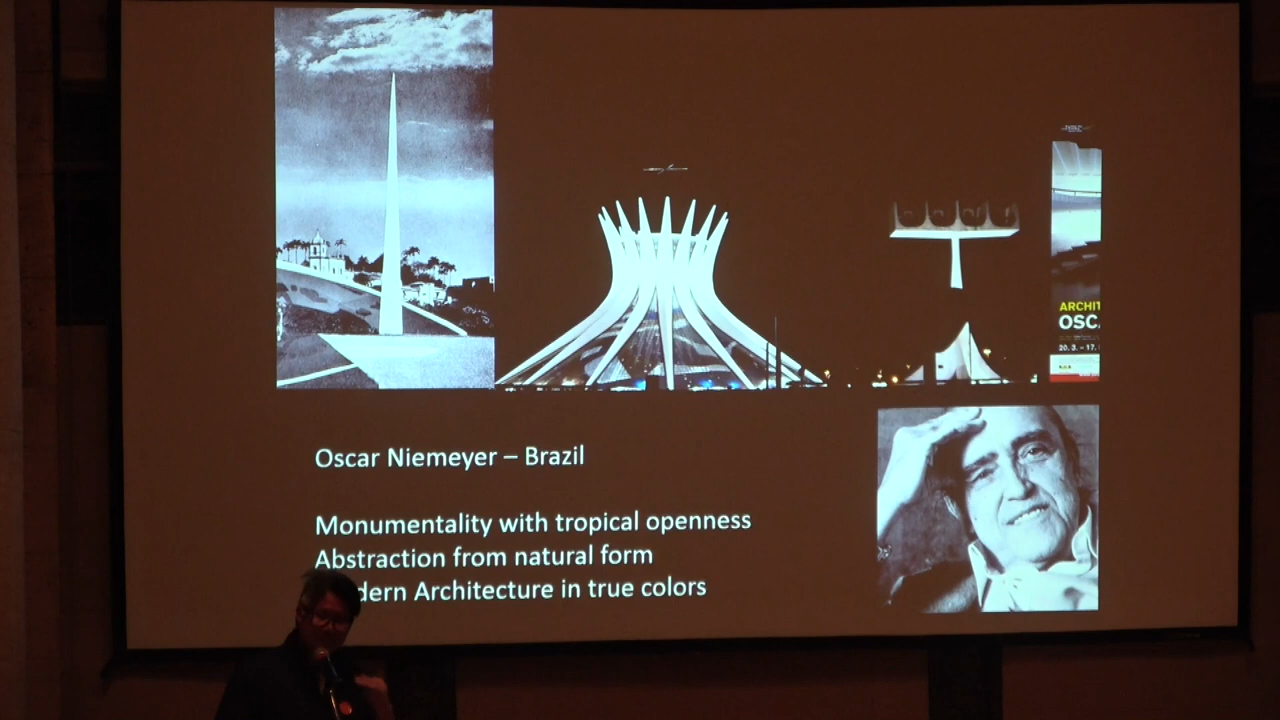 ARCHIT
OSC
20. 3. – 17.
Oscar Niemeyer – Brazil
Monumentality with tropical openness
Abstraction from natural form
dern Architecture in true colors